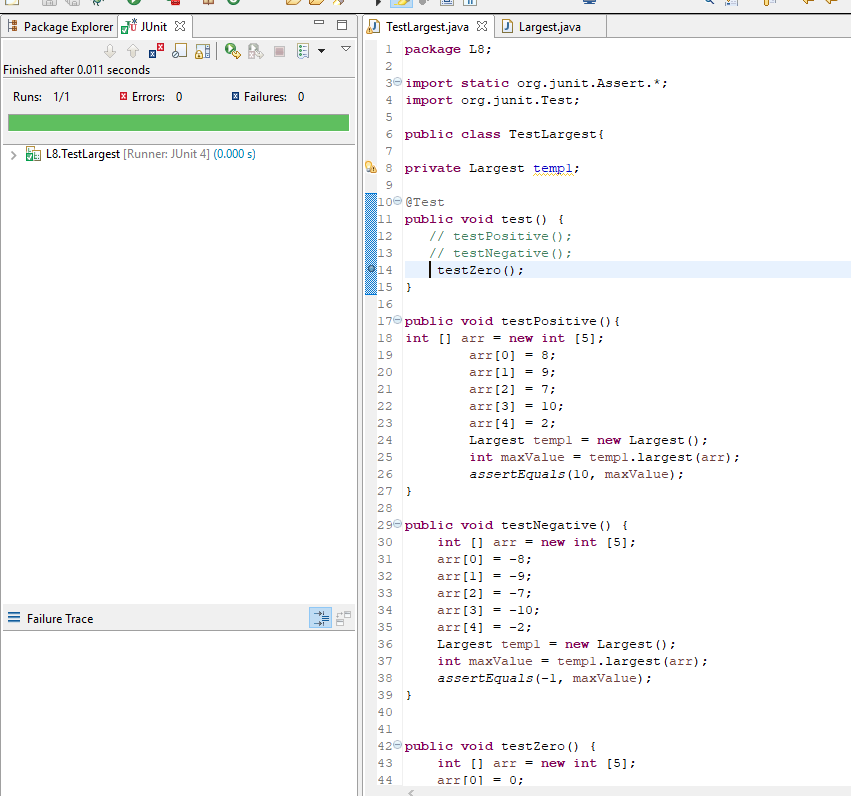 Package Explorer JUnit
Finished after 0.011 seconds
Runs: 1/1 Errors: 0 Failures: 0
L8.TestLargest [Runner: JUnit 4] (0.000 s)
Failure Trace
TestLargest.java Largest.java
1 package L8;
2
3 import static org.junit.Assert.*;
4 import org.junit.Test;
5
6 public class TestLargest{
7
8 private Largest temp1;
9
10 @Test
11 public void test() {
12 // testPositive();
13 // testNegative();
14 testZero();
15 }
16
17 public void testPositive(){
18 int [] arr = new int [5];
19 arr[0] = 8;
20 arr[1] = 9;
21 arr[2] = 7;
22 arr[3] = 10;
23 arr[4] = 2;
24 Largest temp1 = new Largest();
25 int maxValue = temp1.largest(arr);
26 assertEquals(10, maxValue);
27 }
28
29 public void testNegative() {
30 int [] arr = new int [5];
31 arr[0] = -8;
32 arr[1] = -9;
33 arr[2] = -7;
34 arr[3] = -10;
35 arr[4] = -2;
36 Largest temp1 = new Largest();
37 int maxValue = temp1.largest(arr);
38 assertEquals(-1, maxValue);
39 }
40
41
42 public void testZero() {
43 int [] arr = new int [5];
44 arr[0] = 0;